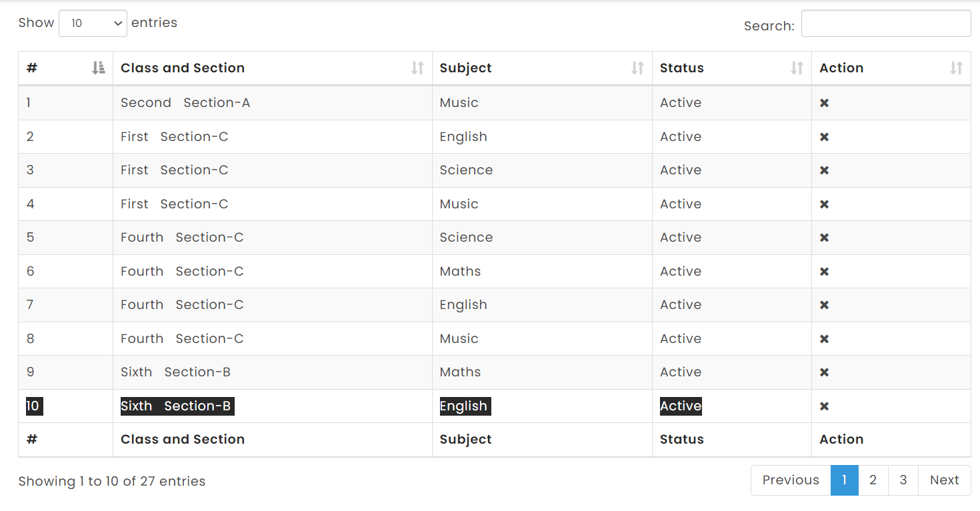 Show 10 entries Search:
# Class and Section Subject Status Action
1 Second Section-A Music Active ✖
2 First Section-C English Active ✖
3 First Section-C Science Active ✖
4 First Section-C Music Active ✖
5 Fourth Section-C Science Active ✖
6 Fourth Section-C Maths Active ✖
7 Fourth Section-C English Active ✖
8 Fourth Section-C Music Active ✖
9 Sixth Section-B Maths Active ✖
10 Sixth Section-B English Active ✖
# Class and Section Subject Status Action
Showing 1 to 10 of 27 entries Previous 1 2 3 Next